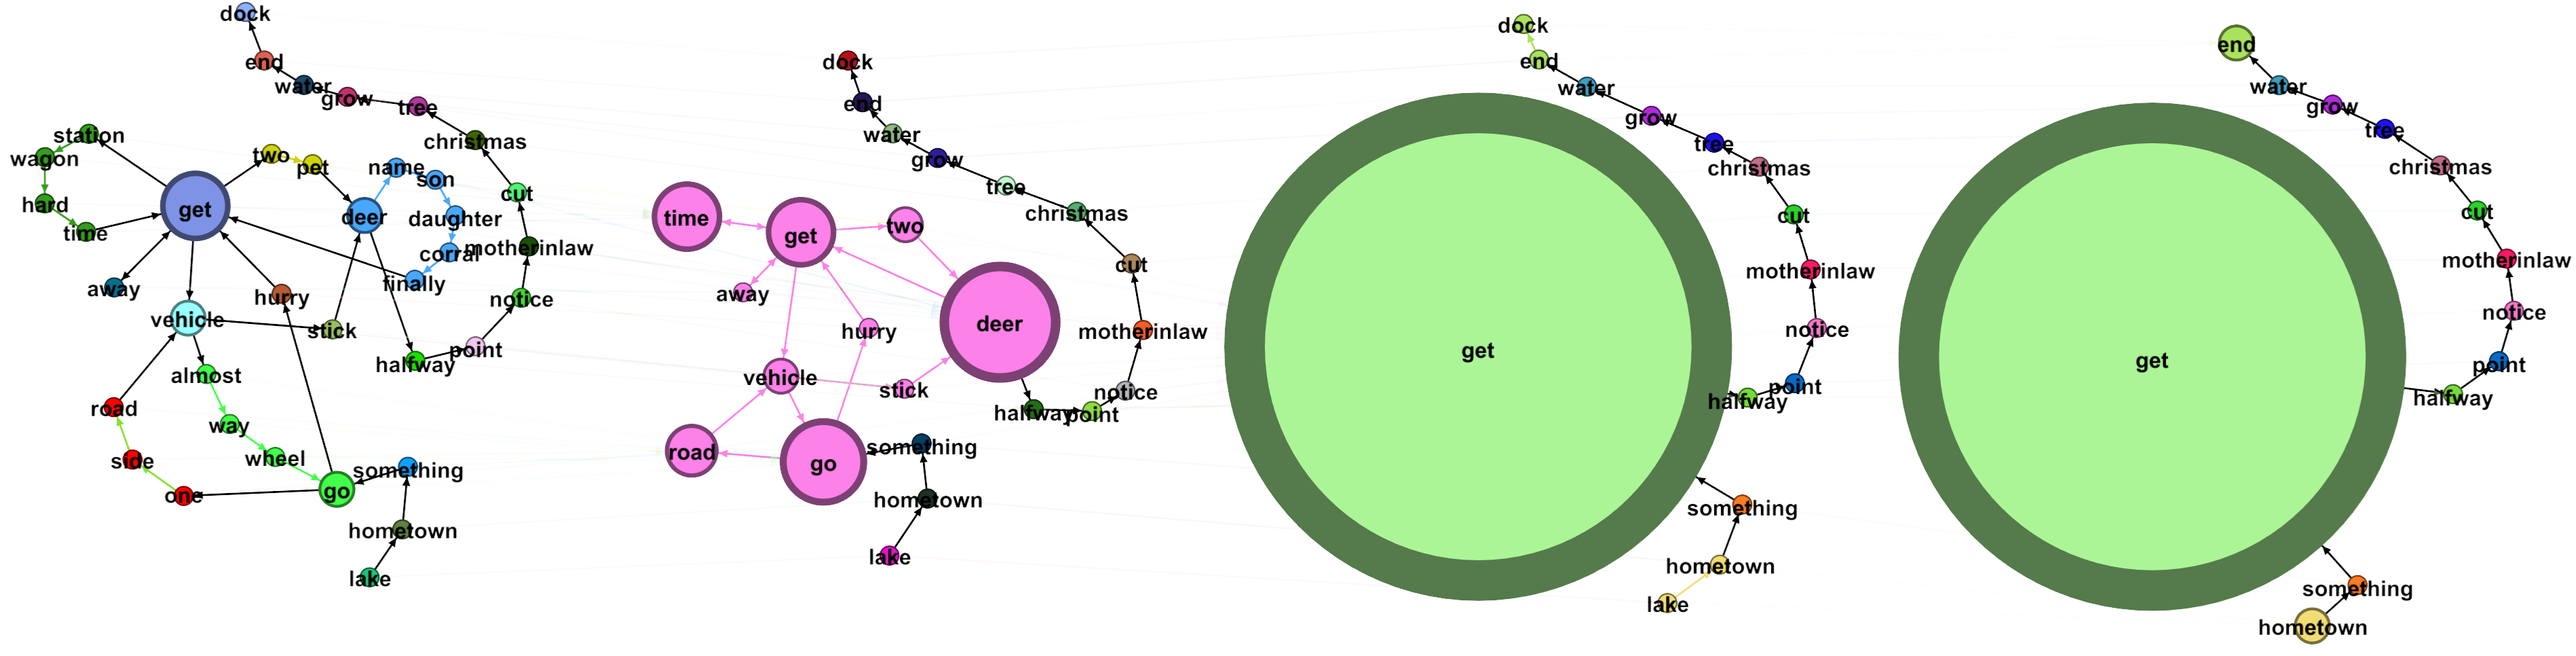 dock
end
water
grow
tree
christmas
station
wagon
two
pet
name
son
cut
hard
get
deer
daughter
time
motherinlaw
corral
finally
away
hurry
notice
vehicle
stick
point
halfway
almost
road
way
side
wheel
something
one
go
hometown
lake
dock
end
water
grow
tree
christmas
time
get
two
cut
away
deer
hurry
motherinlaw
vehicle
stick
notice
halfway
point
road
go
something
hometown
lake
dock
end
water
grow
tree
christmas
cut
motherinlaw
notice
get
point
halfway
something
hometown
lake
end
water
grow
tree
christmas
cut
motherinlaw
notice
get
point
halfway
something
hometown